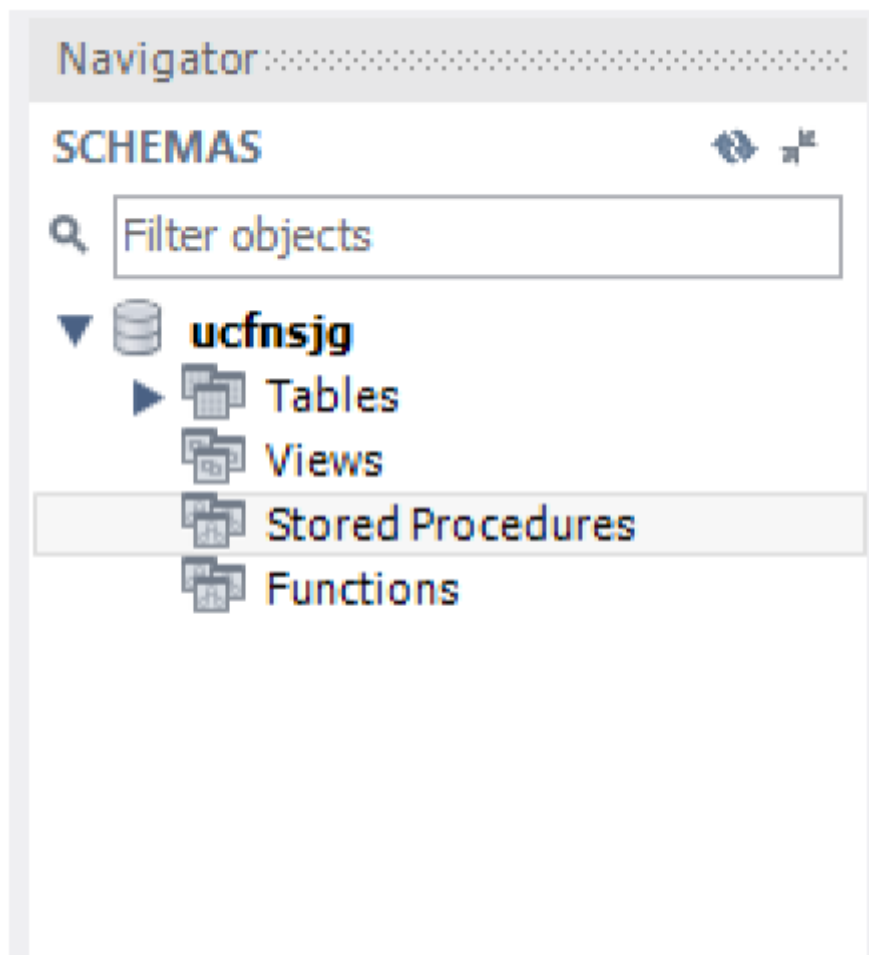 Navigator
SCHEMAS
Filter objects
ucfnsjg
Tables
Views
Stored Procedures
Functions